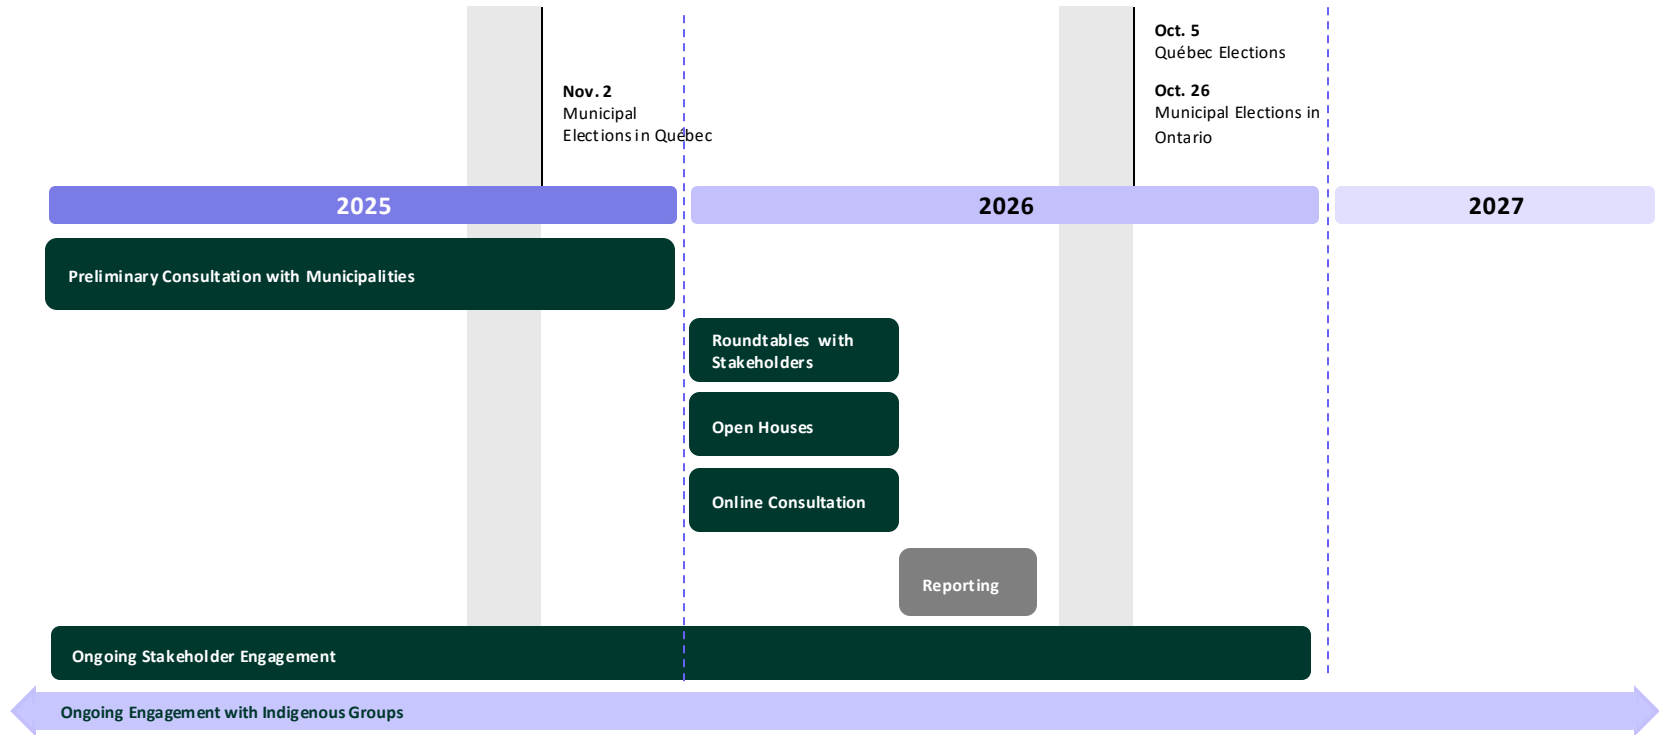 Nov. 2
Municipal
Elections in Québec
Oct. 5
Québec Elections
Oct. 26
Municipal Elections in
Ontario
2025
2026
2027
Preliminary Consultation with Municipalities
Roundtables with
Stakeholders
Open Houses
Online Consultation
Reporting
Ongoing Stakeholder Engagement
Ongoing Engagement with Indigenous Groups